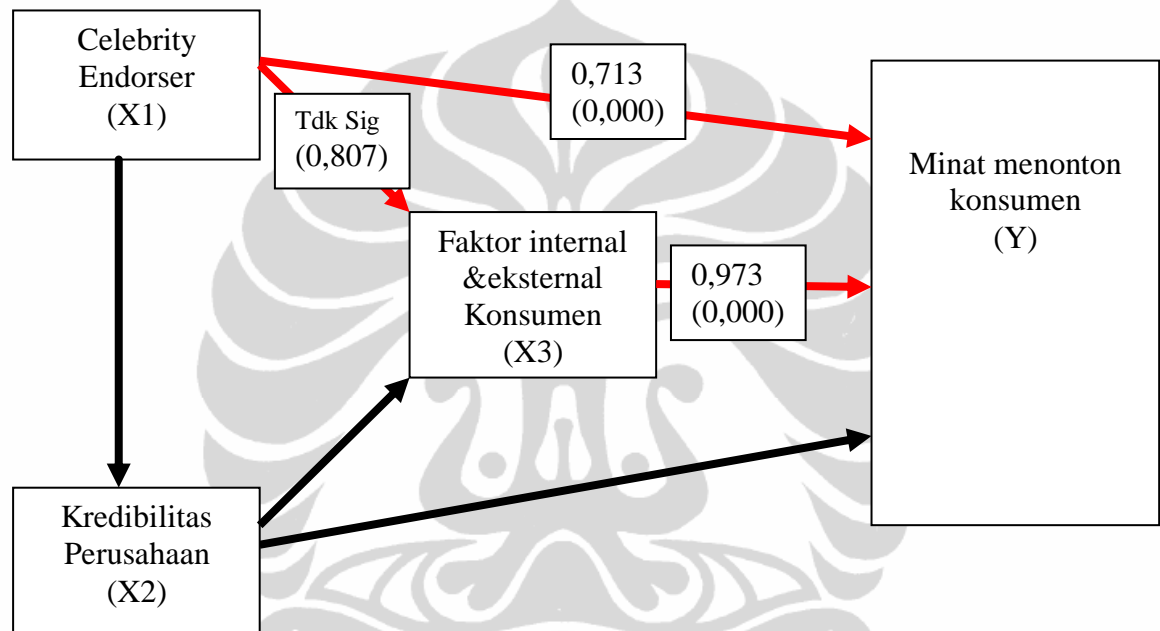 Celebrity
Endorser
(X1)
0,713
(0,000)
Tdk Sig
(0,807)
Minat menonton
konsumen
(Y)
Faktor internal
&eksternal
Konsumen
(X3)
0,973
(0,000)
Kredibilitas
Perusahaan
(X2)